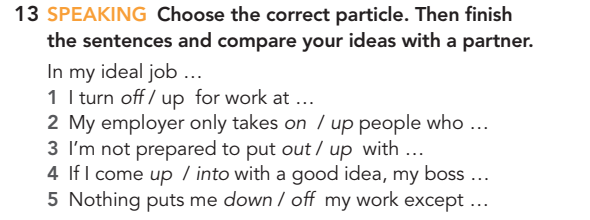 13 SPEAKING Choose the correct particle. Then finish
the sentences and compare your ideas with a partner.
In my ideal job …
1 I turn off / up for work at …
2 My employer only takes on / up people who …
3 I'm not prepared to put out / up with …
4 If I come up / into with a good idea, my boss …
5 Nothing puts me down / off my work except …